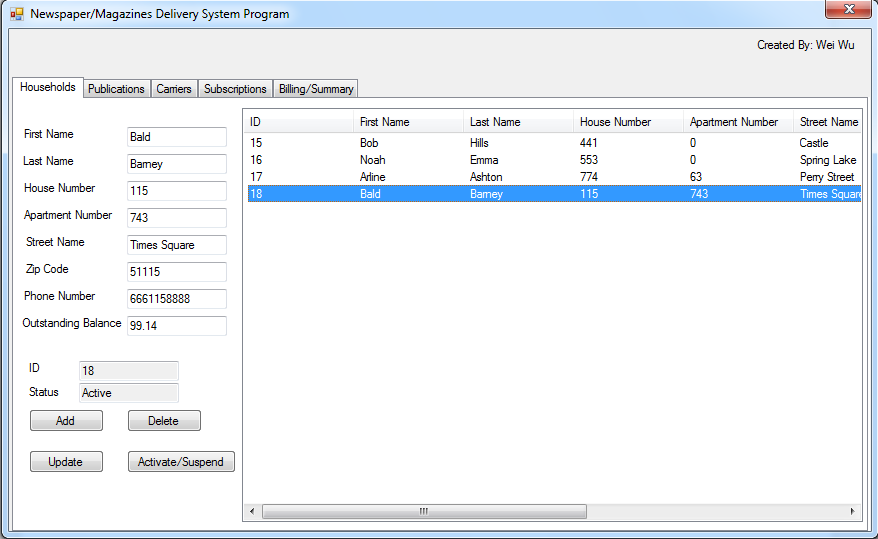 Newspaper/Magazines Delivery System Program
Created By: Wei Wu
Households Publications Carriers Subscriptions Billing/Summary
First Name Bald
Last Name Barney
House Number 115
Apartment Number 743
Street Name Times Square
Zip Code 51115
Phone Number 6661158888
Outstanding Balance 99.14
ID 18
Status Active
Add Delete
Update Activate/Suspend
ID First Name Last Name House Number Apartment Number Street Name
15 Bob Hills 441 0 Castle
16 Noah Emma 553 0 Spring Lake
17 Arline Ashton 774 63 Perry Street
18 Bald Barney 115 743 Times Square